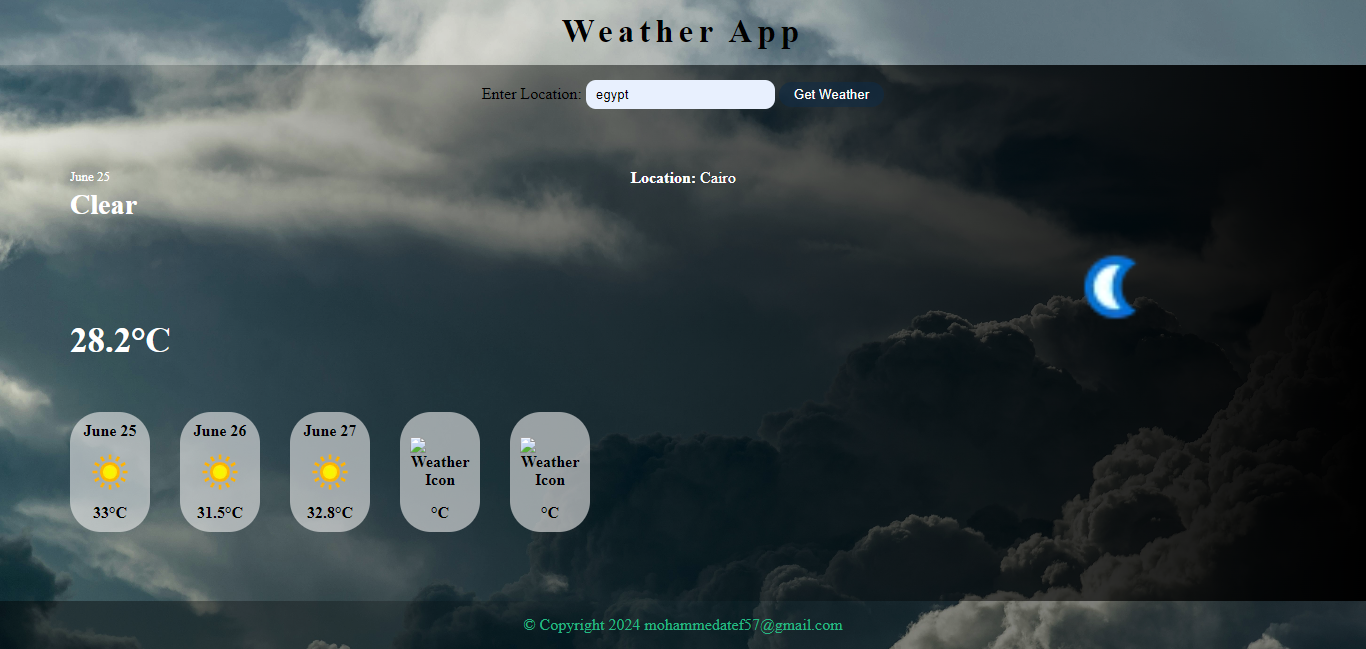 Weather App
Enter Location: egypt Get Weather
June 25
Location: Cairo
Clear
28.2°C
June 25 June 26 June 27
Weather Icon Weather Icon
33°C 31.5°C 32.8°C °C °C
© Copyright 2024 mohammedatef57@gmail.com